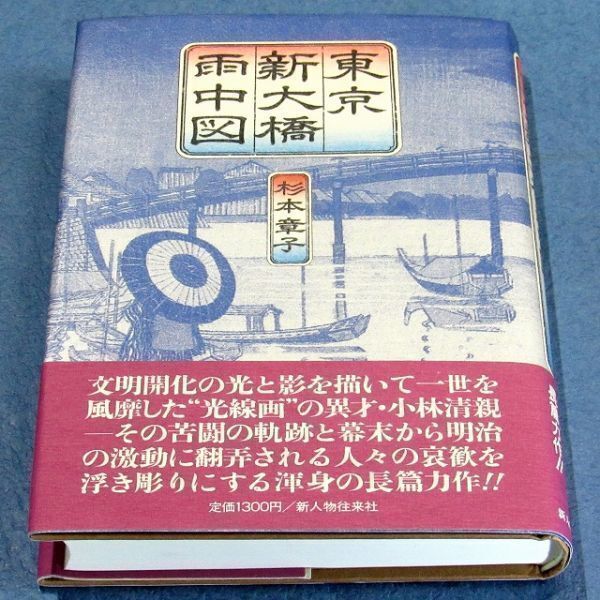 東京
新大橋
雨中図
杉本章子
文明開化の光と影を描いて一世を
風靡した“光線画”の異才・小林清親
―その苦闘の軌跡と幕末から明治
の激動に翻弄される人々の哀歓を
浮き彫りにする渾身の長篇力作!!
定価1300円／新人物往来社